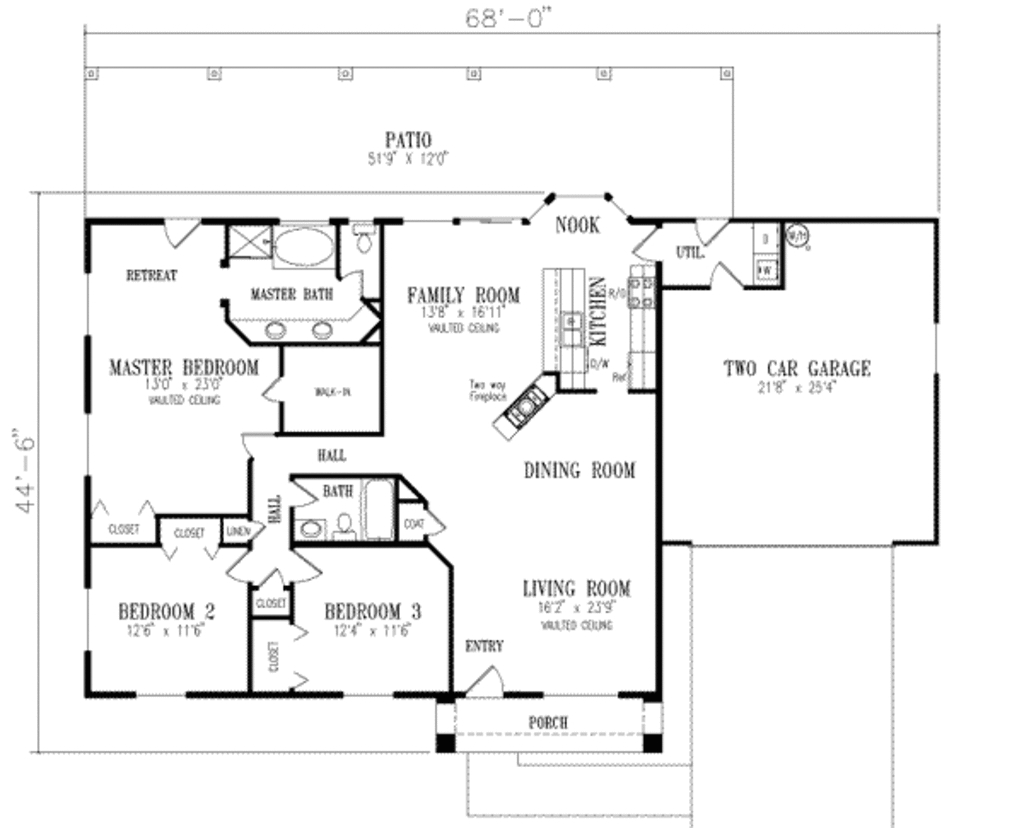 68'-0"
PATIO
51'9" X 12'0"
NOOK
UTIL.
D
W/H
W
RETREAT
MASTER BATH
FAMILY ROOM
13'8" x 16'11"
VAULTED CEILING
KITCHEN
R/O
D/W
Ref
MASTER BEDROOM
13'0" x 23'0"
VAULTED CEILING
WALK-IN
Two way
fireplace
TWO CAR GARAGE
21'8" x 25'4"
44'-6"
HALL
DINING ROOM
BATH
HALL
COAT
CLOSET
CLOSET
LINEN
BEDROOM 2
12'6" x 11'6"
CLOSET
BEDROOM 3
12'4" x 11'6"
CLOSET
LIVING ROOM
16'2" x 23'9"
VAULTED CEILING
ENTRY
PORCH